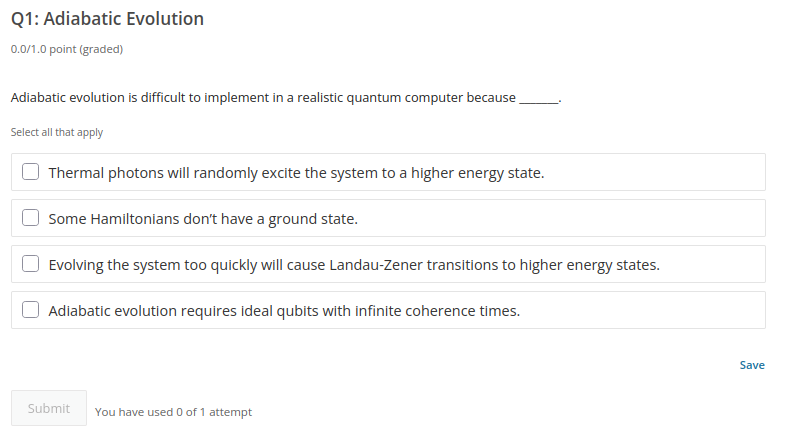 Q1: Adiabatic Evolution
0.0/1.0 point (graded)
Adiabatic evolution is difficult to implement in a realistic quantum computer because _______.
Select all that apply
Thermal photons will randomly excite the system to a higher energy state.
Some Hamiltonians don’t have a ground state.
Evolving the system too quickly will cause Landau-Zener transitions to higher energy states.
Adiabatic evolution requires ideal qubits with infinite coherence times.
Save
Submit You have used 0 of 1 attempt